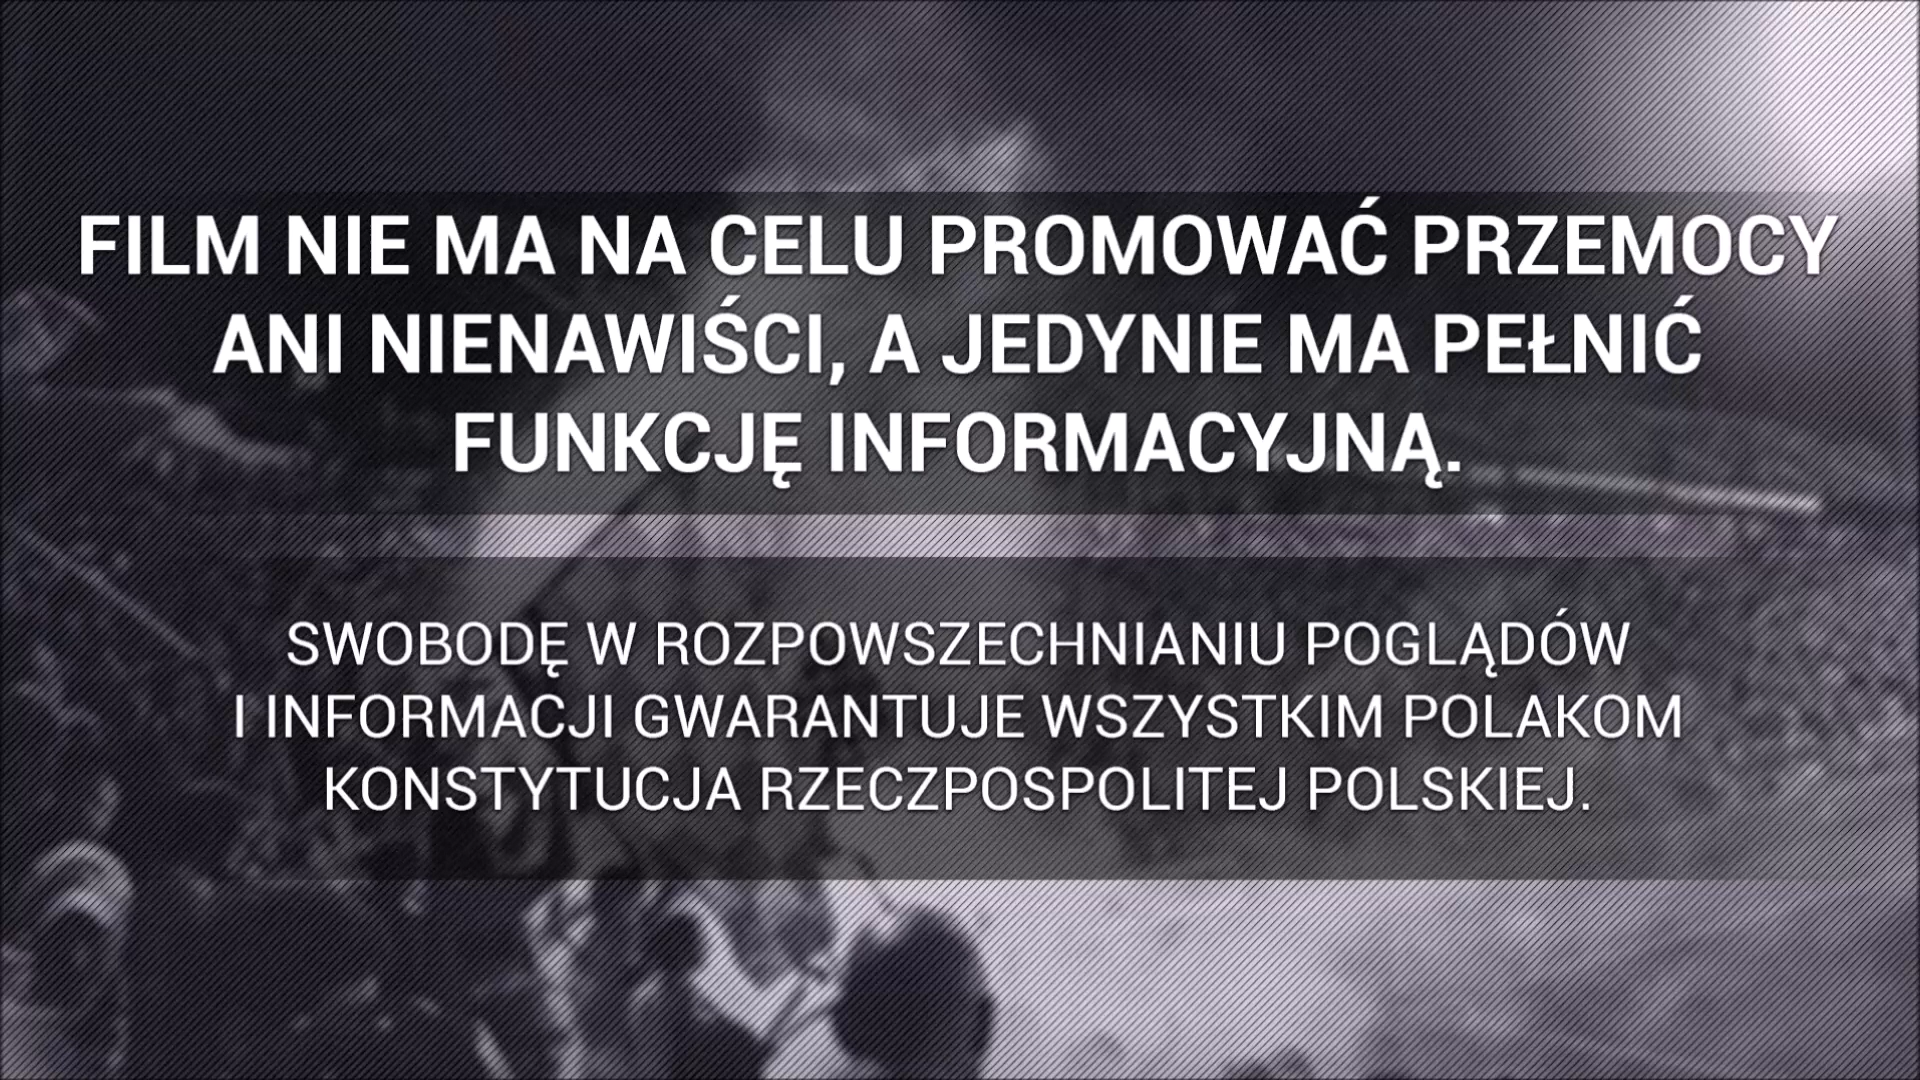 FILM NIE MA NA CELU PROMOWAĆ PRZEMOCY
ANI NIENAWIŚCI, A JEDYNIE MA PEŁNIĆ
FUNKCJĘ INFORMACYJNĄ.
SWOBODĘ W ROZPOWSZECHNIANIU POGLĄDÓW
I INFORMACJI GWARANTUJE WSZYSTKIM POLAKOM
KONSTYTUCJA RZECZPOSPOLITEJ POLSKIEJ.